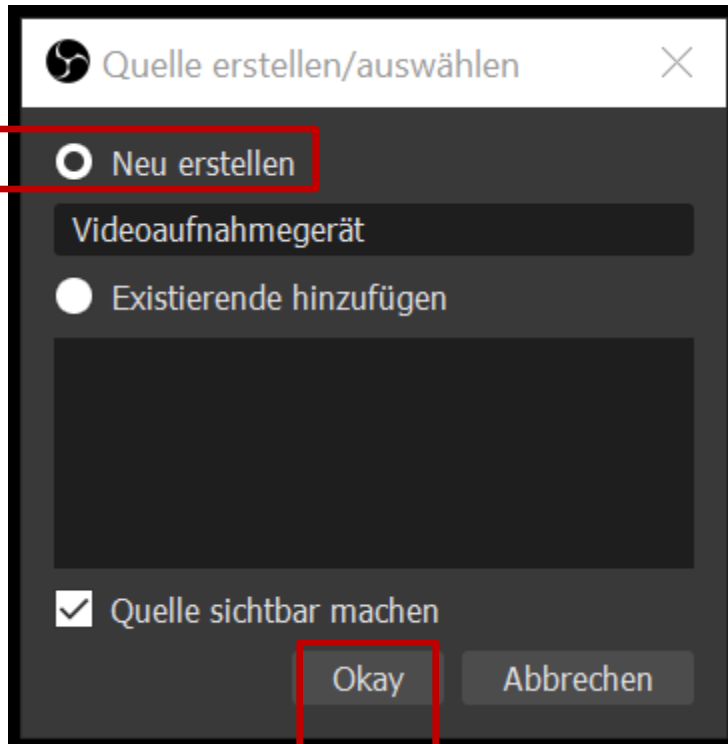 Quelle erstellen/auswählen
Neu erstellen
Videoaufnahmegerät
Existierende hinzufügen
Quelle sichtbar machen
Okay Abbrechen